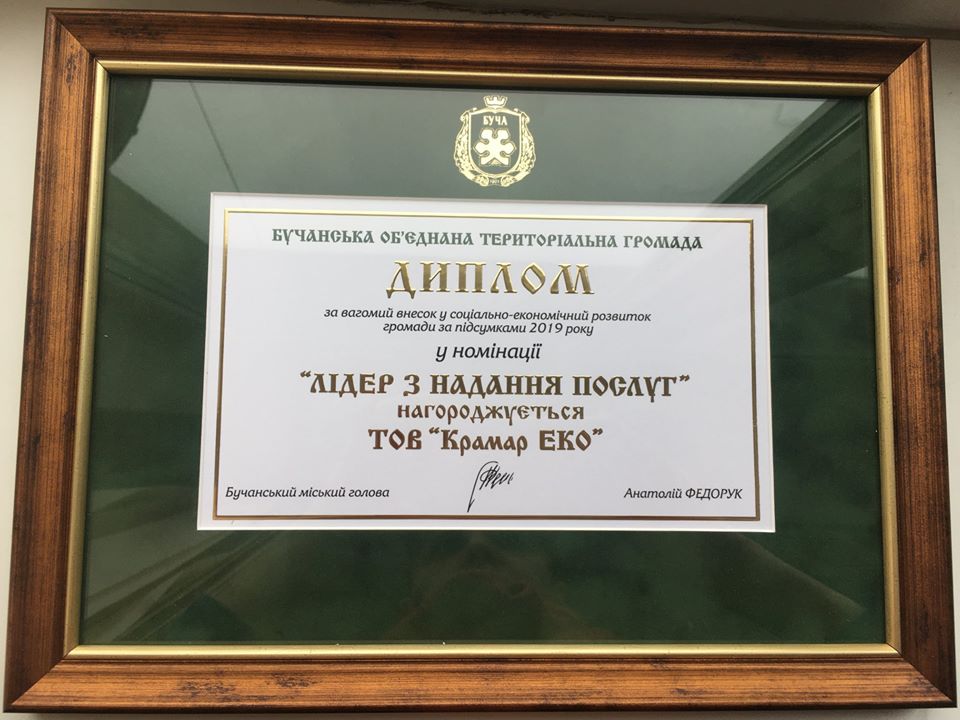 БУЧА
1901
БУЧАНСЬКА ОБ'ЄДНАНА ТЕРИТОРІАЛЬНА ГРОМАДА
ДИПЛОМ
за вагомий внесок у соціально-економічний розвиток
громади за підсумками 2019 року
у номінації
"ЛІДЕР З НАДАННЯ ПОСЛУГ"
НАГОРОДЖУЄТЬСЯ
ТОВ "Крамар ЕКО"
Бучанський міський голова Анатолій ФЕДОРУК